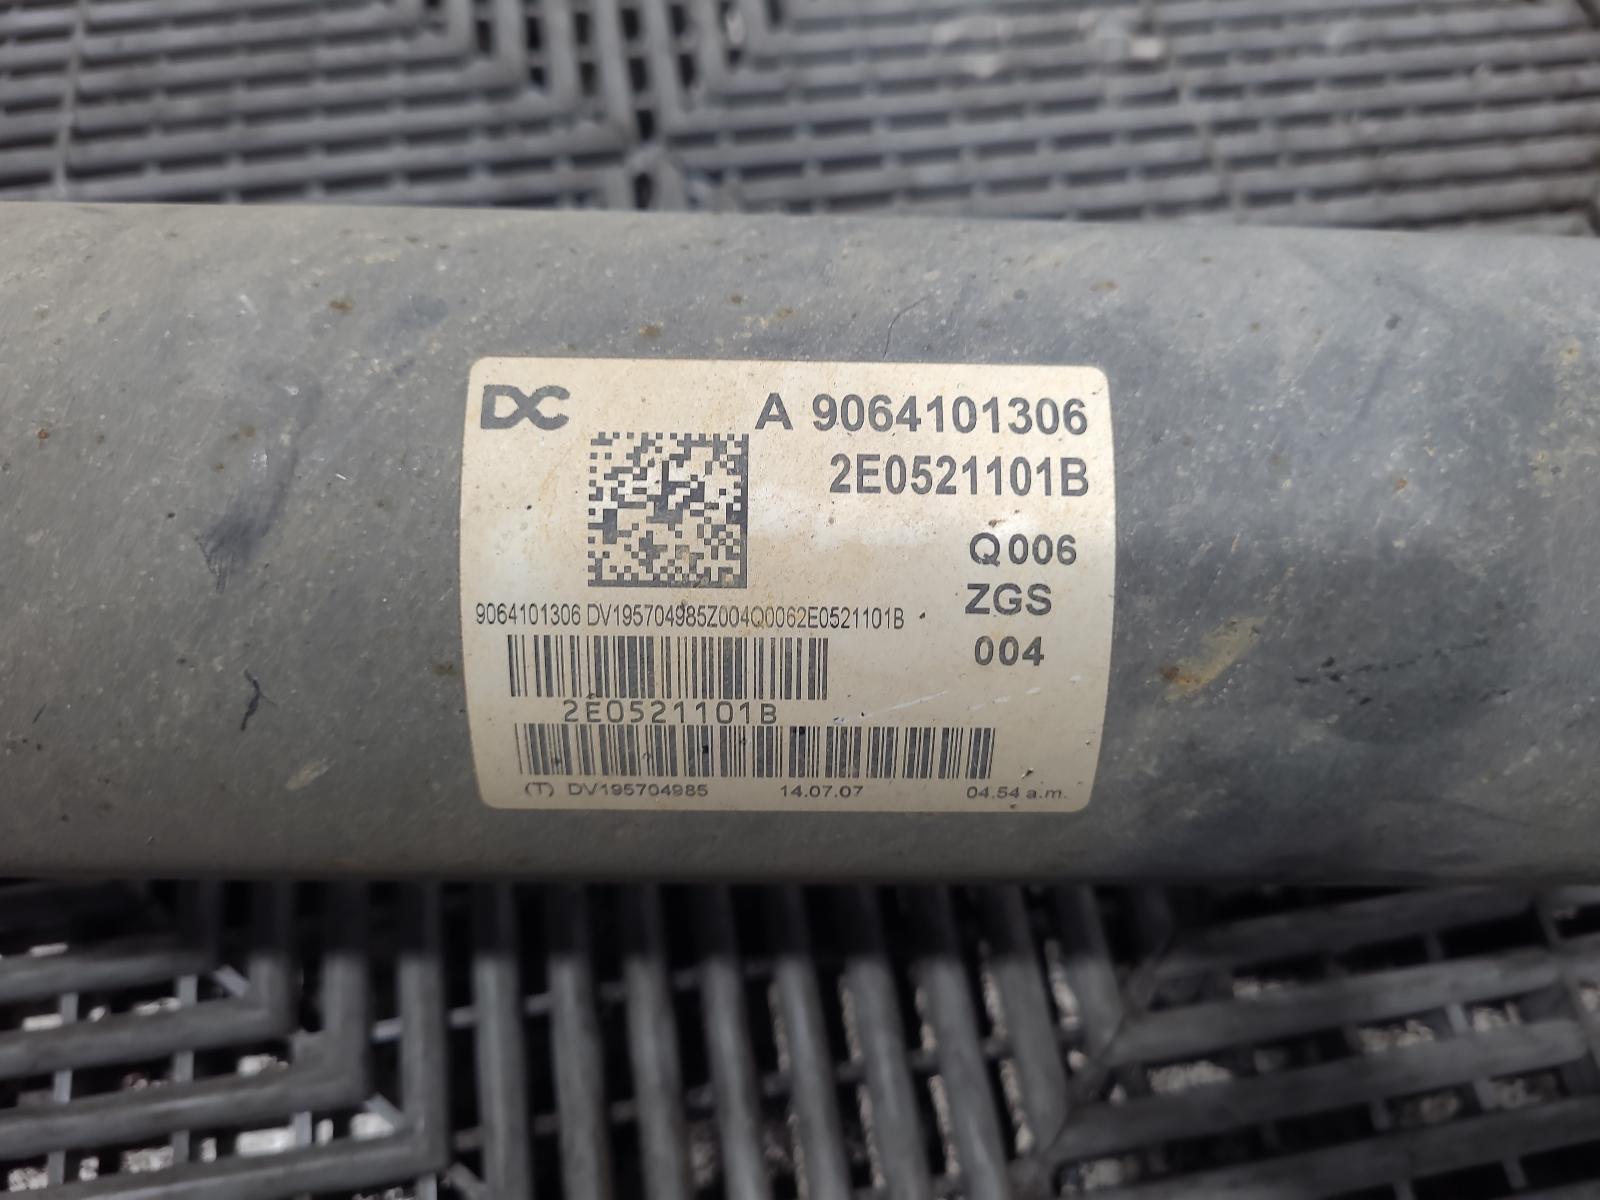 DC
A 9064101306
2E0521101B
Q006
ZGS
004
9064101306 DV195704985Z004Q0062E0521101B
2E0521101B
(T) DV195704985 14.07.07 04.54 a.m.